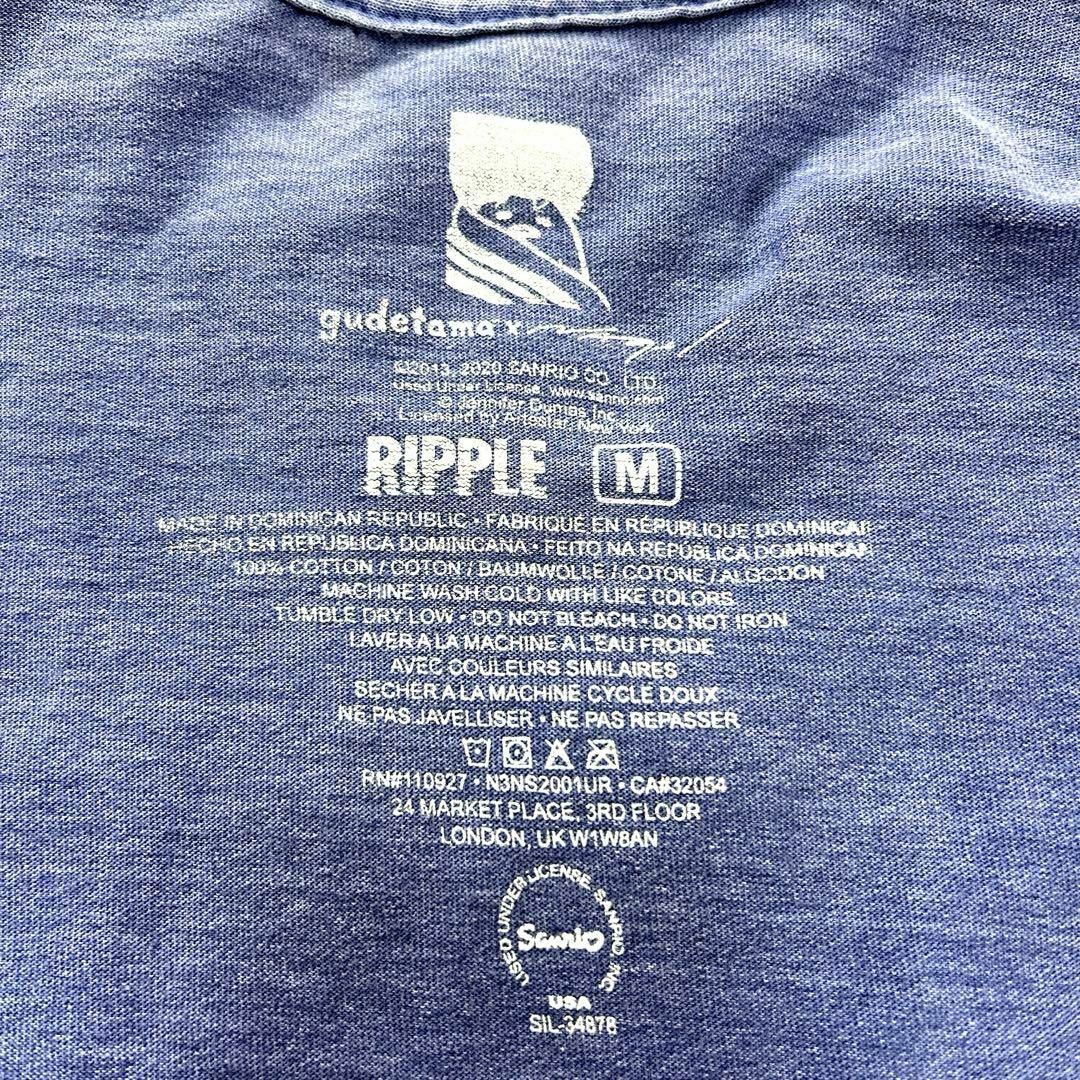 gudetama x
©2013, 2020 SANRIO CO., LTD.
Used Under License. www.sanrio.com
© Jennifer Dumas Inc.
Licensed by Artestar, New York
RIPPLE M
MADE IN DOMINICAN REPUBLIC • FABRIQUÉ EN REPUBLIQUE DOMINICAI
HECHO EN REPUBLICA DOMINICANA • FEITO NA REPÚBLICA DOMINICAN
100% COTTON / COTON / BAUMWOLLE / COTONE / ALGODON
MACHINE WASH COLD WITH LIKE COLORS
TUMBLE DRY LOW • DO NOT BLEACH • DO NOT IRON
LAVER A LA MACHINE A L'EAU FROIDE
AVEC COULEURS SIMILAIRES
SECHER A LA MACHINE CYCLE DOUX
NE PAS JAVELLISER • NE PAS REPASSER
RN#110927 • N3NS2001UR • CA#32054
24 MARKET PLACE, 3RD FLOOR
LONDON, UK W1W8AN
USED UNDER LICENSE SANRIO, INC.
Sanrio
USA
SIL-34878